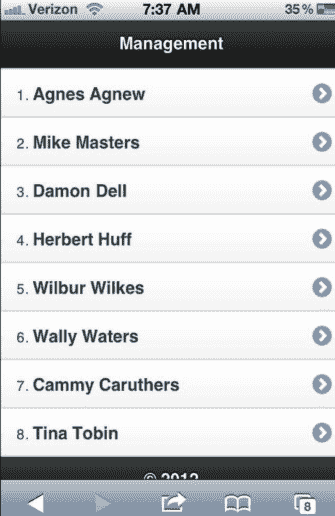 Verizon 7:37 AM 35%
Management
1. Agnes Agnew
2. Mike Masters
3. Damon Dell
4. Herbert Huff
5. Wilbur Wilkes
6. Wally Waters
7. Cammy Caruthers
8. Tina Tobin
© 2012
8